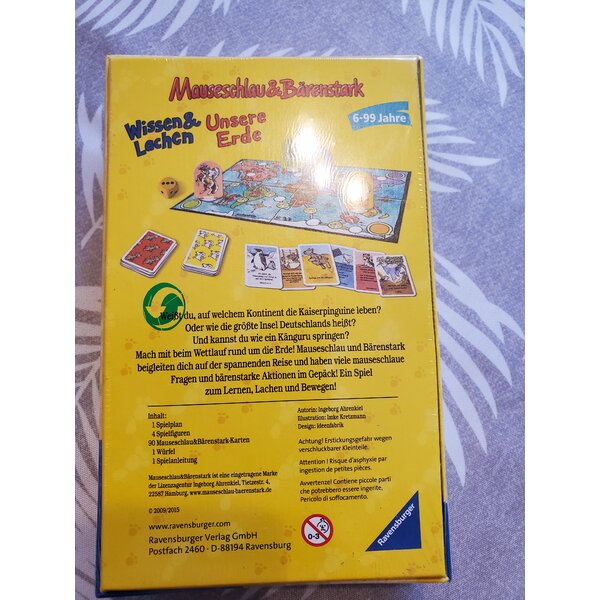 Mauseschlau & Bärenstark
Wissen & Lachen
Unsere Erde
6-99 Jahre
Weißt du, auf welchem Kontinent die Kaiserpinguine leben?
Oder wie die größte Insel Deutschlands heißt?
Und kannst du wie ein Känguru springen?
Mach mit beim Wettlauf rund um die Erde! Mauseschlau und Bärenstark
begleiten dich auf der spannenden Reise und haben viele mauseschlaue
Fragen und bärenstarke Aktionen im Gepäck! Ein Spiel
zum Lernen, Lachen und Bewegen!
Inhalt:
1 Spielplan
4 Spielfiguren
90 Mauseschlau&Bärenstark-Karten
1 Würfel
1 Spielanleitung
Mauseschlau&Bärenstark ist eine eingetragene Marke
der Lizenzagentur Ingeborg Ahrenkiel, Tietzestr. 4,
22587 Hamburg, www.mauseschlau-baerenstark.de
© 2009/2015
www.ravensburger.com
Ravensburger Verlag GmbH
Postfach 2460 · D-88194 Ravensburg
Autorin: Ingeborg Ahrenkiel
Illustration: Imke Kretzmann
Design: Ideenfabrik
Achtung! Erstickungsgefahr wegen
verschluckbarer Kleinteile.
Attention ! Risque d'asphyxie par
ingestion de petites pièces.
Avvertenze! Contiene piccole parti
che potrebbero essere ingerite,
Pericolo di soffocamento.
0-3
Ravensburger